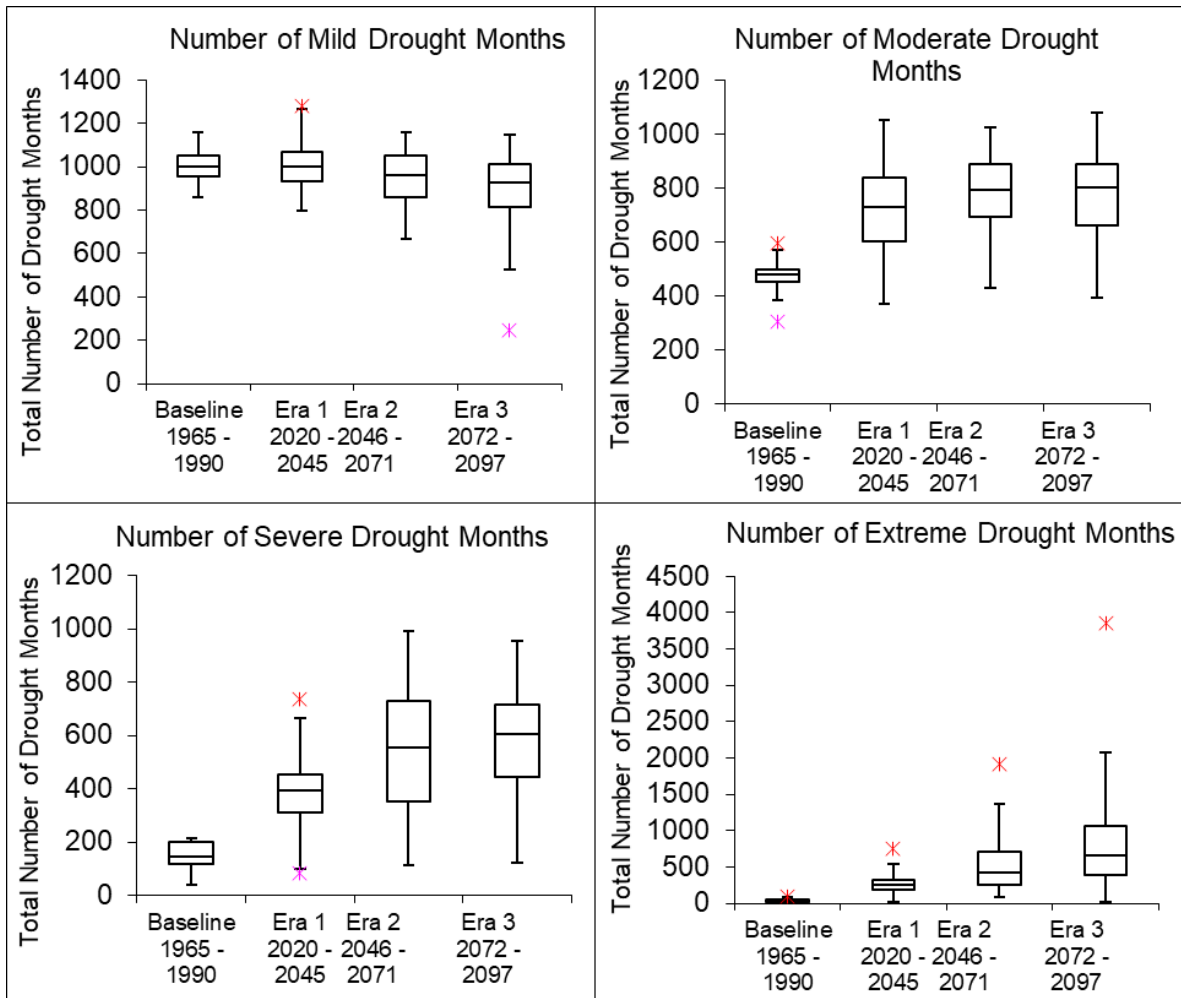 Number of Mild Drought Months
Total Number of Drought Months
1400
1200
1000
800
600
400
200
0
Baseline
1965 -
1990
Era 1
2020 -
2045
Era 2
2046 -
2071
Era 3
2072 -
2097
Number of Moderate Drought
Months
Total Number of Drought Months
1200
1000
800
600
400
200
0
Baseline
1965 -
1990
Era 1
2020 -
2045
Era 2
2046 -
2071
Era 3
2072 -
2097
Number of Severe Drought Months
Total Number of Drought Months
1200
1000
800
600
400
200
0
Baseline
1965 -
1990
Era 1
2020 -
2045
Era 2
2046 -
2071
Era 3
2072 -
2097
Number of Extreme Drought Months
Total Number of Drought Months
4500
4000
3500
3000
2500
2000
1500
1000
500
0
Baseline
1965 -
1990
Era 1
2020 -
2045
Era 2
2046 -
2071
Era 3
2072 -
2097